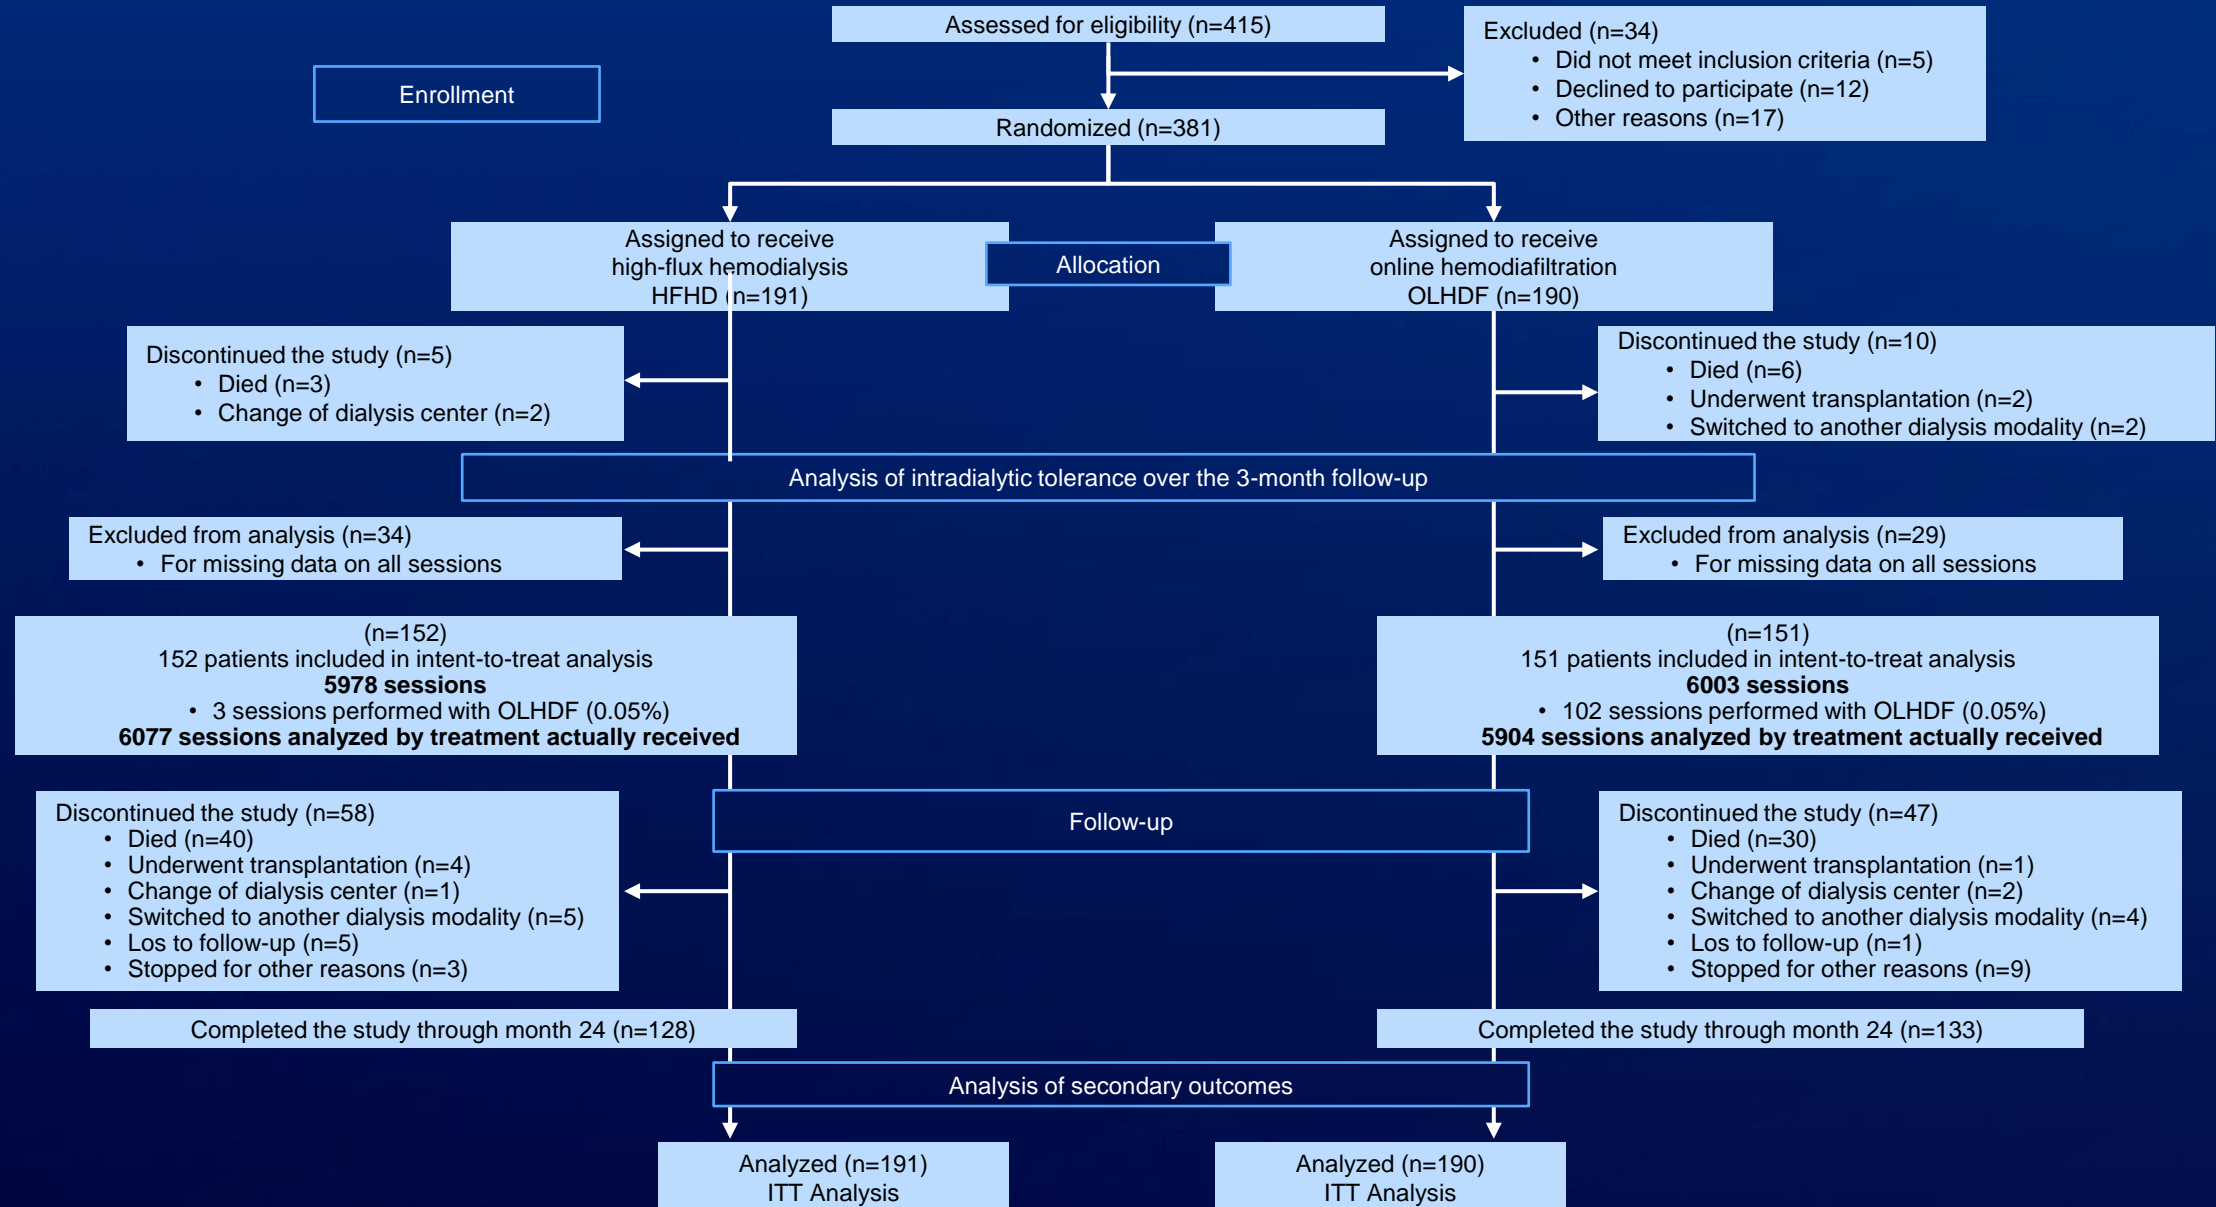 Assessed for eligibility (n=415)
Excluded (n=34)
• Did not meet inclusion criteria (n=5)
• Declined to participate (n=12)
• Other reasons (n=17)
Enrollment
Randomized (n=381)
Assigned to receive
high-flux hemodialysis
HFHD (n=191)
Allocation
Assigned to receive
online hemodiafiltration
OLHDF (n=190)
Discontinued the study (n=5)
• Died (n=3)
• Change of dialysis center (n=2)
Discontinued the study (n=10)
• Died (n=6)
• Underwent transplantation (n=2)
• Switched to another dialysis modality (n=2)
Analysis of intradialytic tolerance over the 3-month follow-up
Excluded from analysis (n=34)
• For missing data on all sessions
Excluded from analysis (n=29)
• For missing data on all sessions
(n=152)
152 patients included in intent-to-treat analysis
5978 sessions
• 3 sessions performed with OLHDF (0.05%)
6077 sessions analyzed by treatment actually received
(n=151)
151 patients included in intent-to-treat analysis
6003 sessions
• 102 sessions performed with OLHDF (0.05%)
5904 sessions analyzed by treatment actually received
Discontinued the study (n=58)
• Died (n=40)
• Underwent transplantation (n=4)
• Change of dialysis center (n=1)
• Switched to another dialysis modality (n=5)
• Los to follow-up (n=5)
• Stopped for other reasons (n=3)
Follow-up
Discontinued the study (n=47)
• Died (n=30)
• Underwent transplantation (n=1)
• Change of dialysis center (n=2)
• Switched to another dialysis modality (n=4)
• Los to follow-up (n=1)
• Stopped for other reasons (n=9)
Completed the study through month 24 (n=128)
Completed the study through month 24 (n=133)
Analysis of secondary outcomes
Analyzed (n=191)
ITT Analysis
Analyzed (n=190)
ITT Analysis